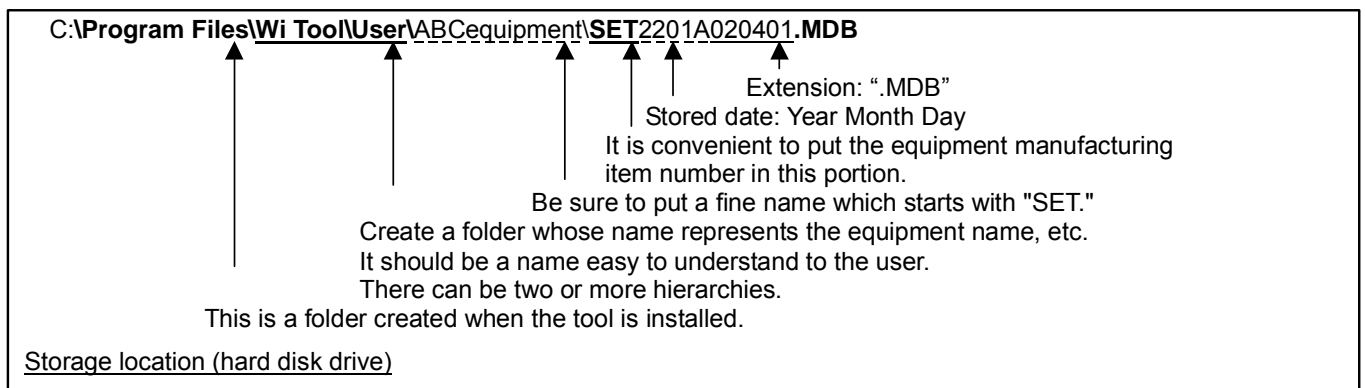 C:\Program Files\Wi Tool\User\ABCequipment\SET2201A020401.MDB
Extension: “.MDB”
Stored date: Year Month Day
It is convenient to put the equipment manufacturing
item number in this portion.
Be sure to put a fine name which starts with "SET."
Create a folder whose name represents the equipment name, etc.
It should be a name easy to understand to the user.
There can be two or more hierarchies.
This is a folder created when the tool is installed.
Storage location (hard disk drive)